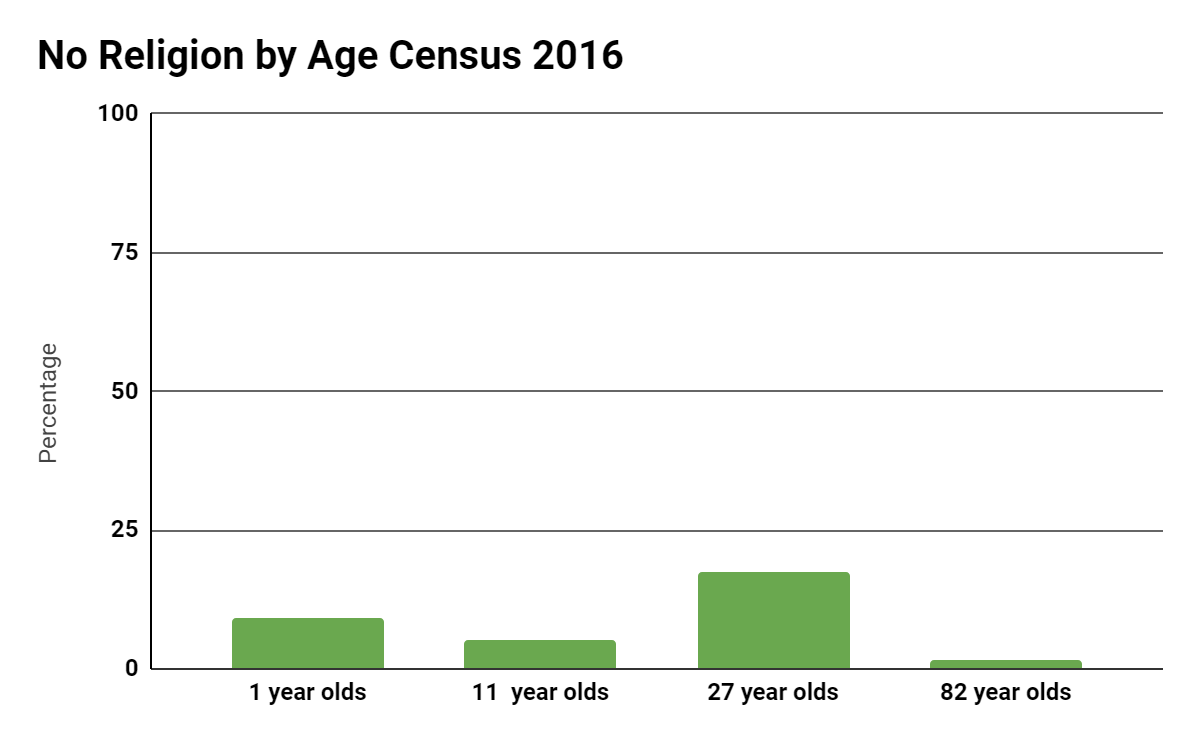 No Religion by Age Census 2016
100
75
50
25
0
Percentage
1 year olds
11  year olds
27 year olds
82 year olds